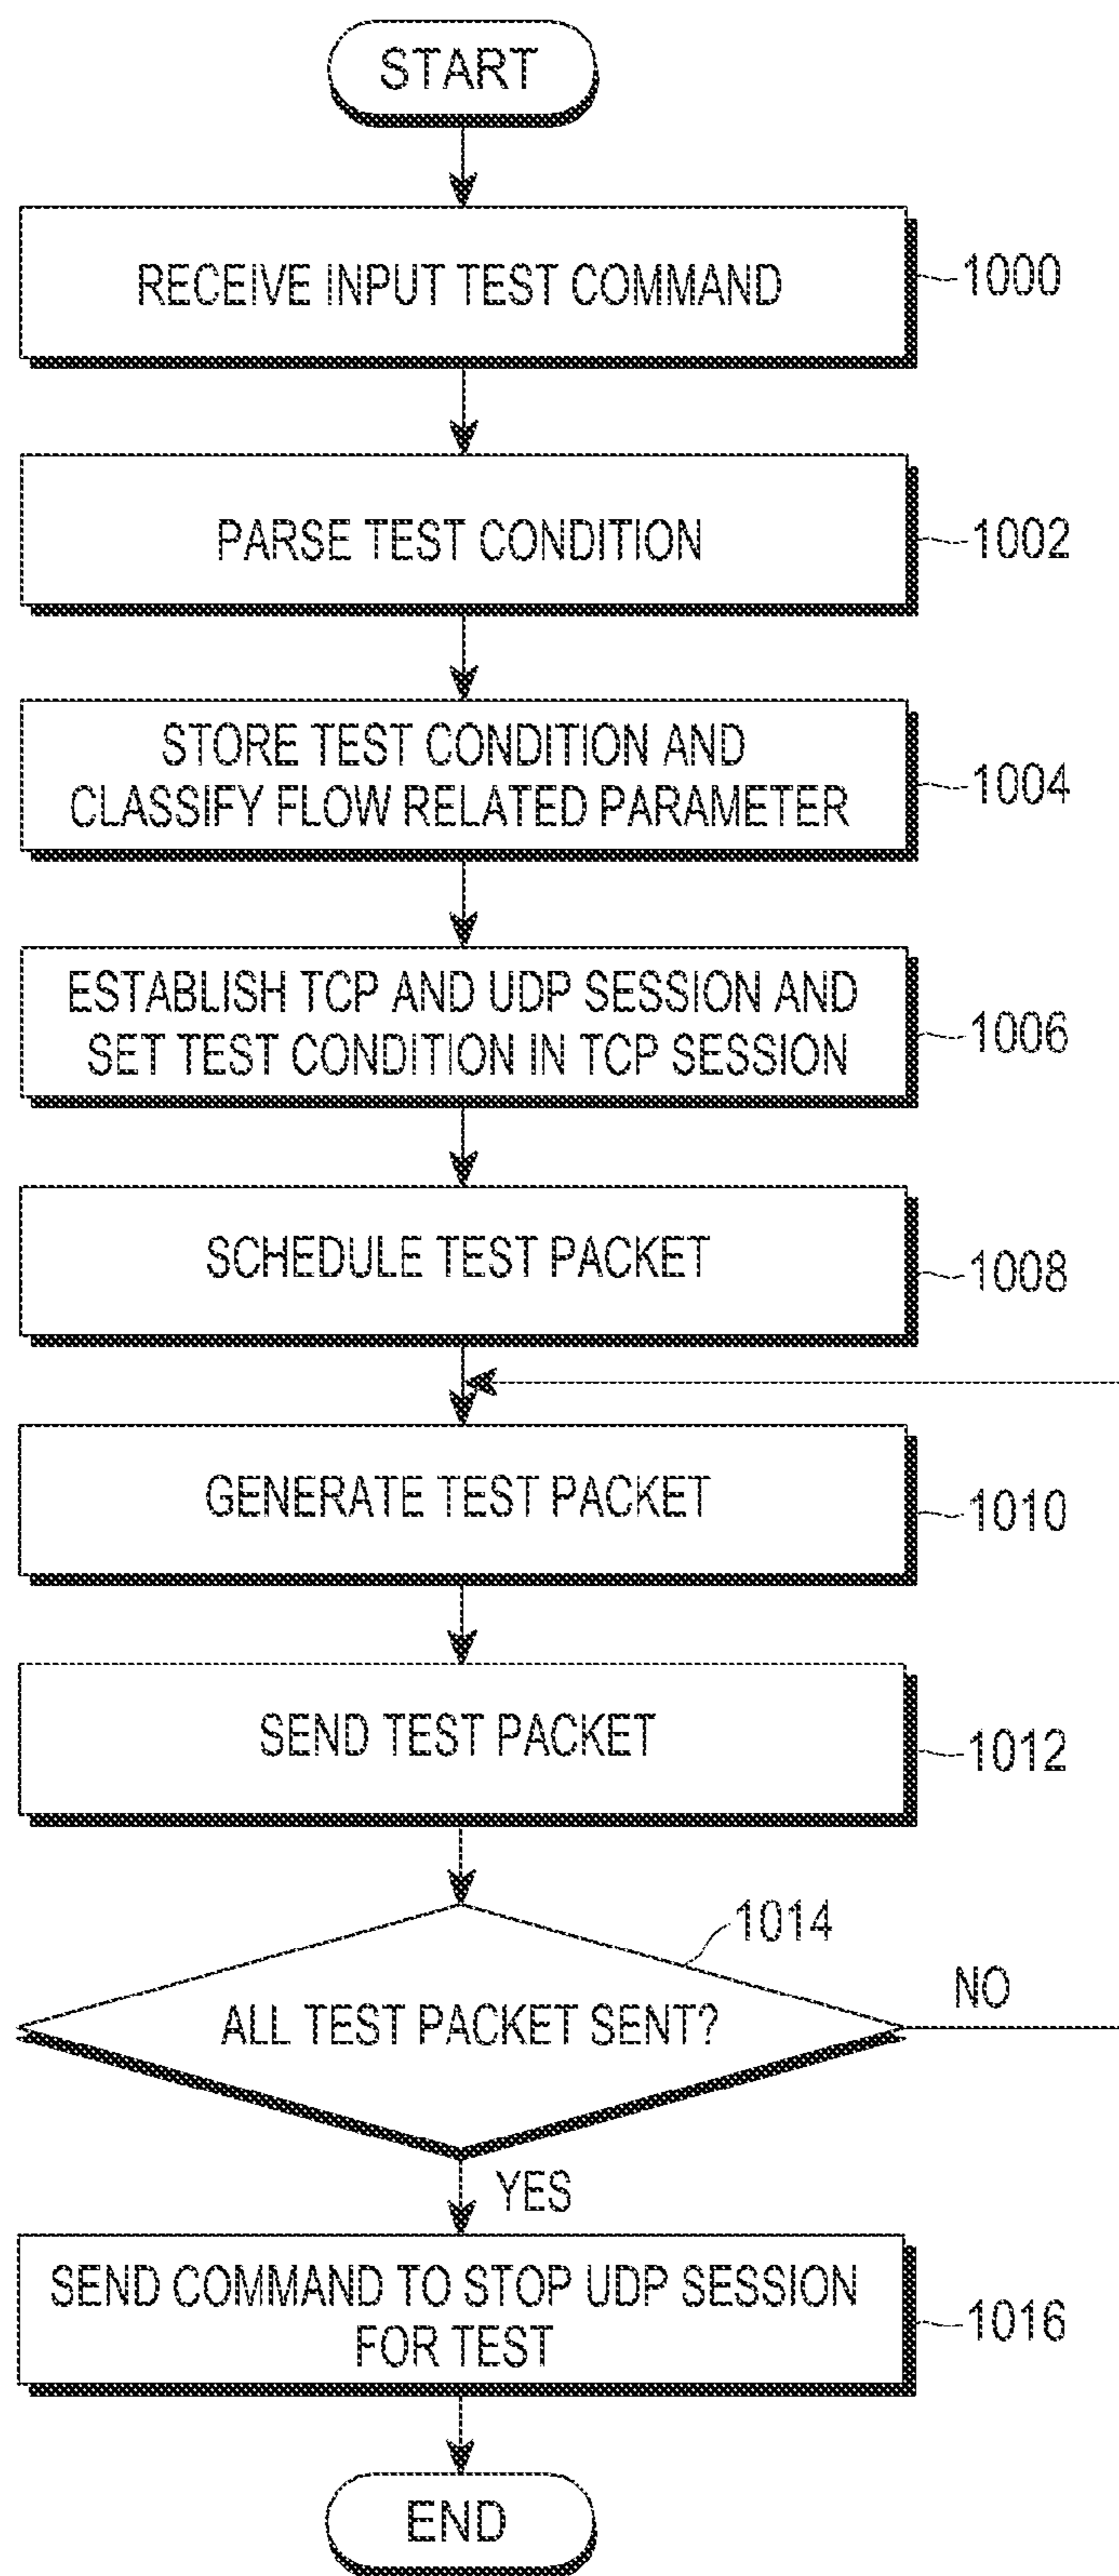 START
RECEIVE INPUT TEST COMMAND
1000
PARSE TEST CONDITION
1002
STORE TEST CONDITION AND
CLASSIFY FLOW RELATED PARAMETER
1004
ESTABLISH TCP AND UDP SESSION AND
SET TEST CONDITION IN TCP SESSION
1006
SCHEDULE TEST PACKET
1008
GENERATE TEST PACKET
1010
SEND TEST PACKET
1012
1014
ALL TEST PACKET SENT?
NO
YES
SEND COMMAND TO STOP UDP SESSION
FOR TEST
1016
END